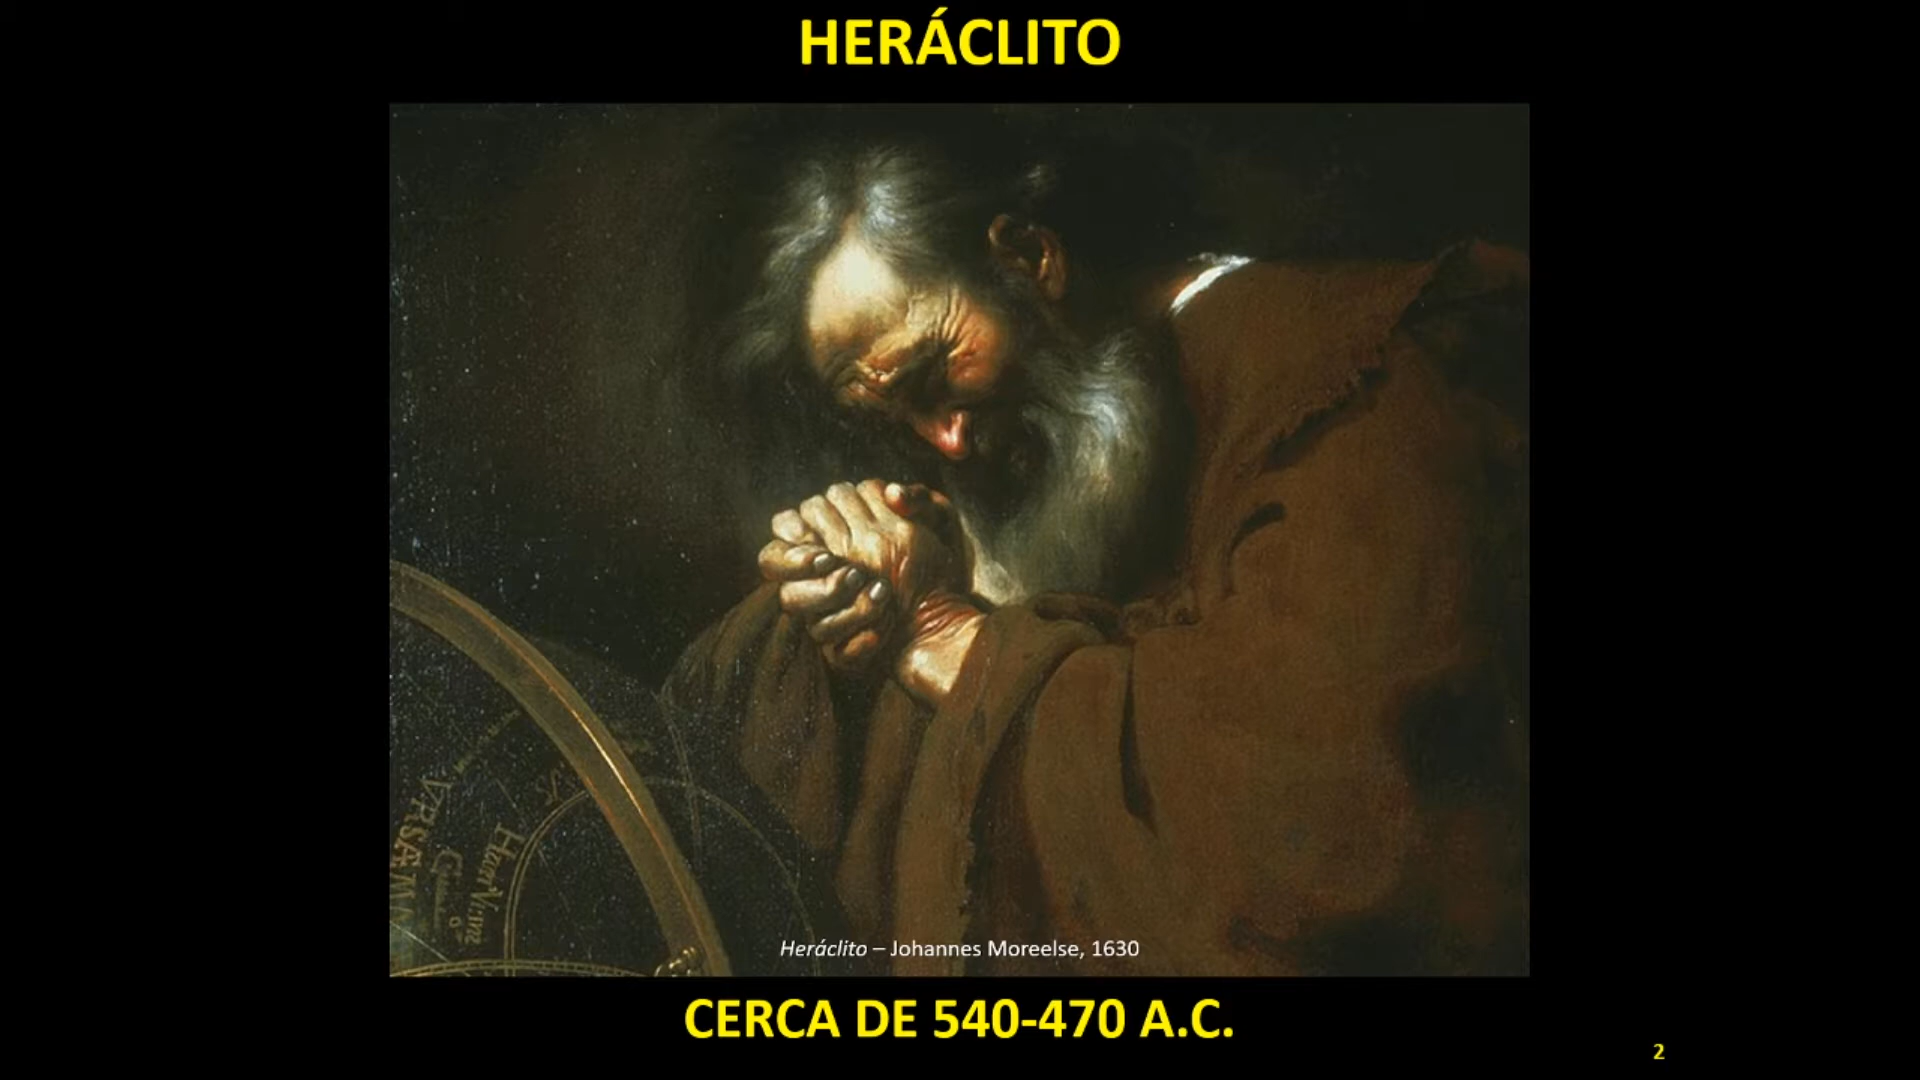 HERÁCLITO
Heráclito – Johannes Moreelse, 1630
CERCA DE 540-470 A.C.
2